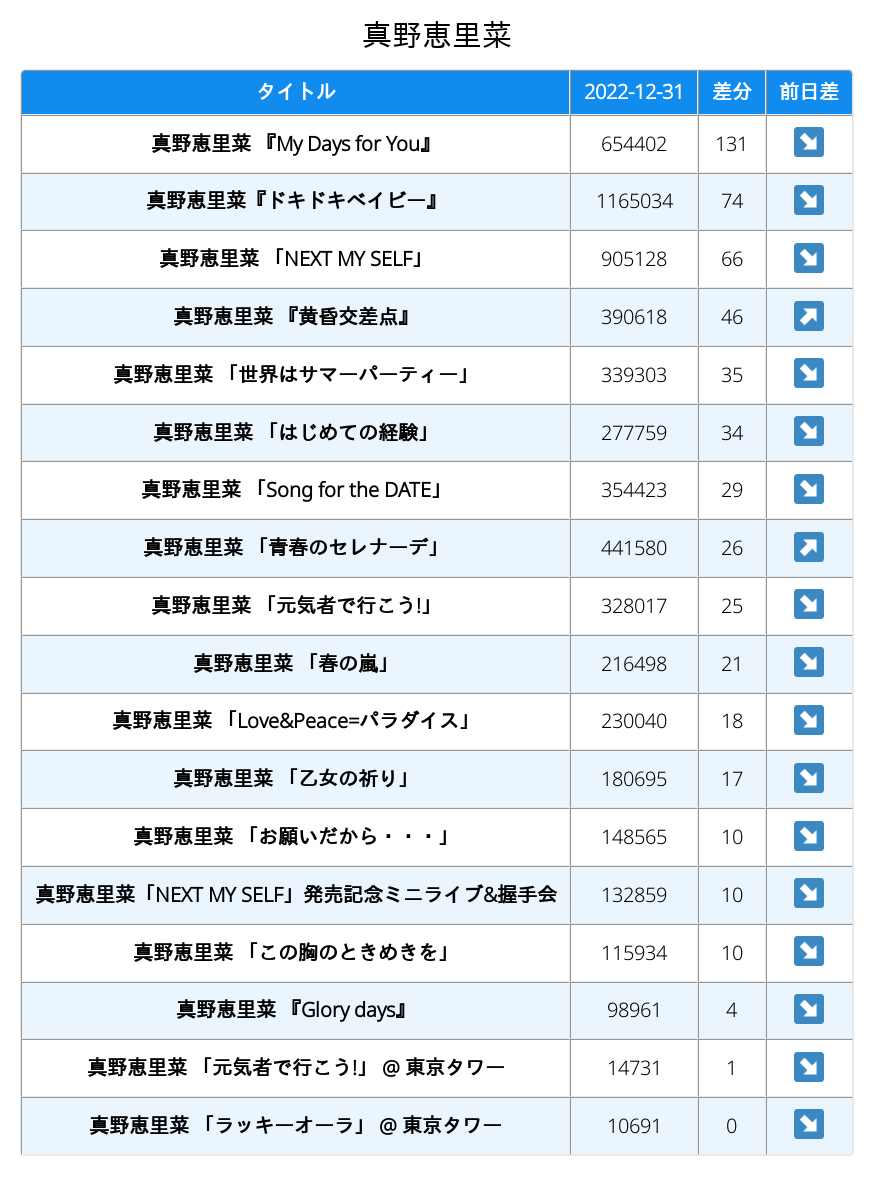 真野恵里菜
タイトル 2022-12-31 差分 前日差
真野恵里菜 『My Days for You』 654402 131 ↘
真野恵里菜『ドキドキベイビー』 1165034 74 ↘
真野恵里菜 「NEXT MY SELF」 905128 66 ↘
真野恵里菜 『黄昏交差点』 390618 46 ↗
真野恵里菜 「世界はサマーパーティー」 339303 35 ↘
真野恵里菜 「はじめての経験」 277759 34 ↘
真野恵里菜 「Song for the DATE」 354423 29 ↘
真野恵里菜 「青春のセレナーデ」 441580 26 ↗
真野恵里菜 「元気者で行こう!」 328017 25 ↘
真野恵里菜 「春の嵐」 216498 21 ↘
真野恵里菜 「Love&Peace=パラダイス」 230040 18 ↘
真野恵里菜 「乙女の祈り」 180695 17 ↘
真野恵里菜 「お願いだから・・・」 148565 10 ↘
真野恵里菜「NEXT MY SELF」発売記念ミニライブ&握手会 132859 10 ↘
真野恵里菜 「この胸のときめきを」 115934 10 ↘
真野恵里菜 『Glory days』 98961 4 ↘
真野恵里菜 「元気者で行こう!」 @ 東京タワー 14731 1 ↘
真野恵里菜 「ラッキーオーラ」 @ 東京タワー 10691 0 ↘